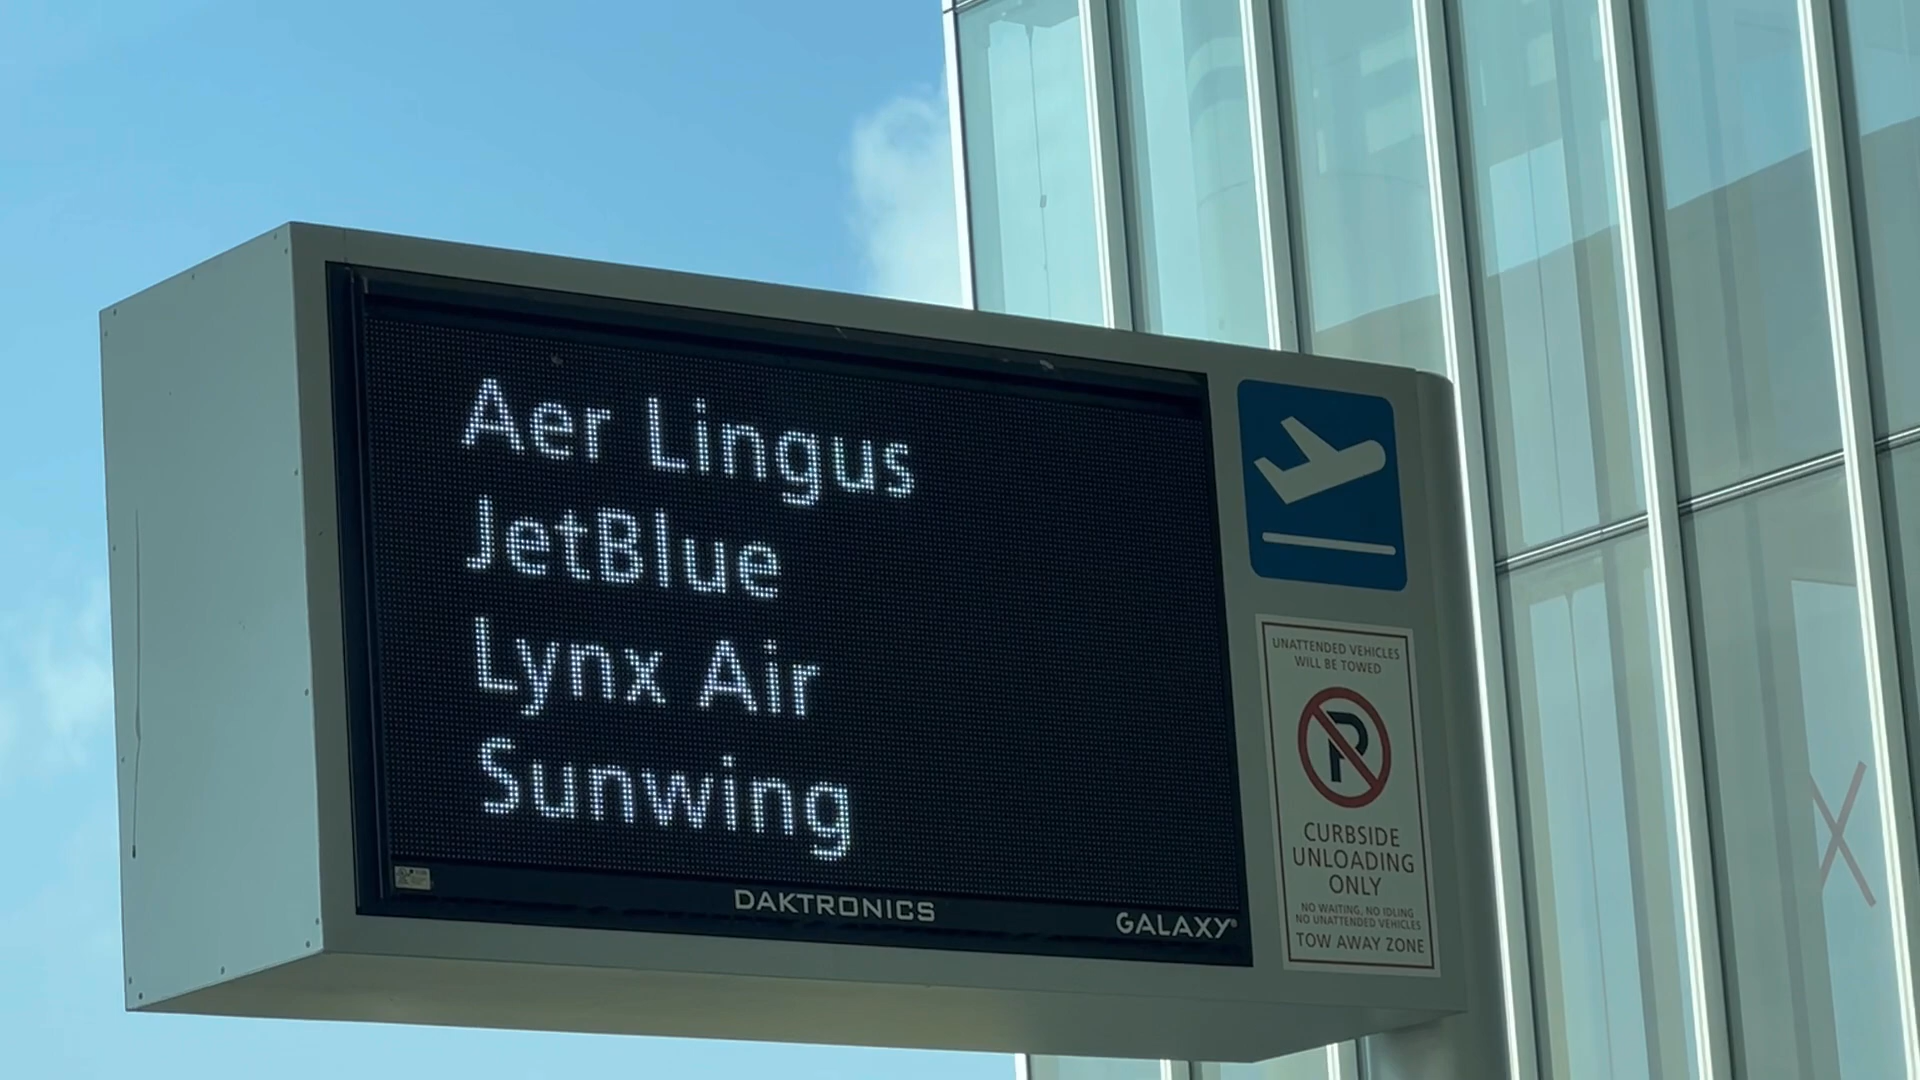 Aer Lingus
JetBlue
Lynx Air
Sunwing
DAKTRONICS
GALAXY®
UNATTENDED VEHICLES
WILL BE TOWED
P
CURBSIDE
UNLOADING
ONLY
NO WAITING, NO IDLING
NO UNATTENDED VEHICLES
TOW AWAY ZONE